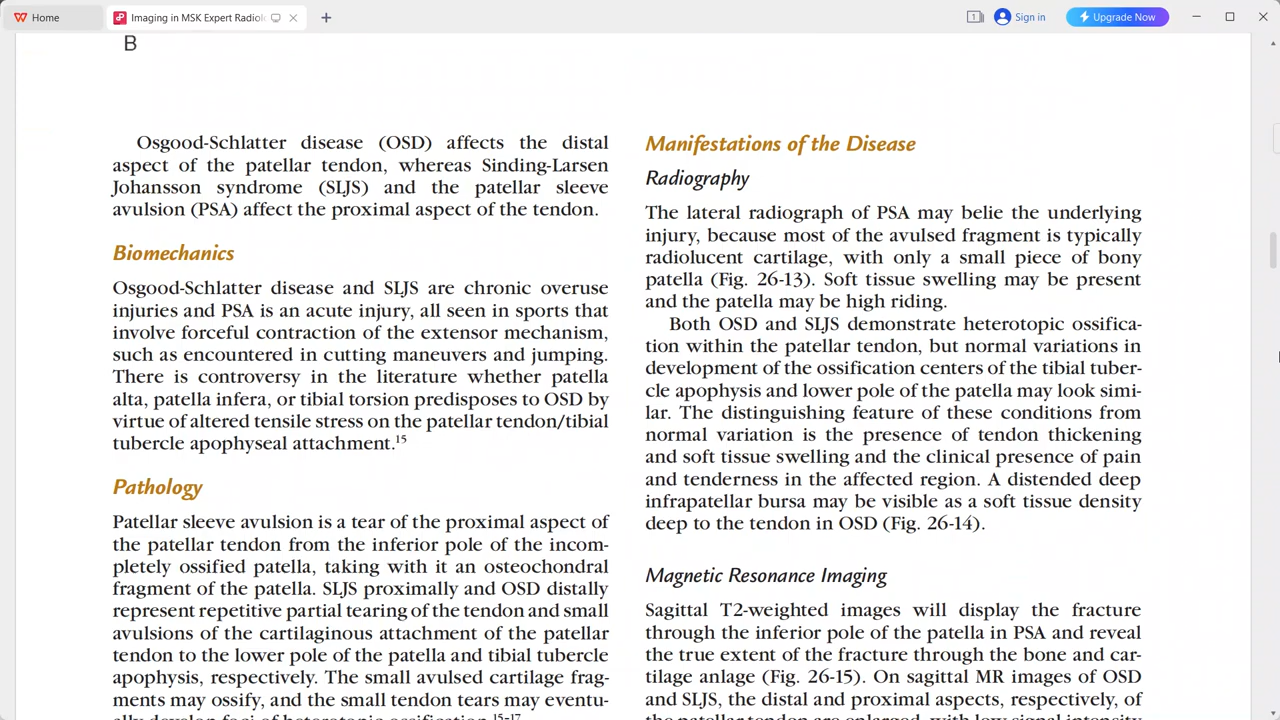 Home
Imaging in MSK Expert Radiol
1
Sign in
Upgrade Now
B
Osgood-Schlatter disease (OSD) affects the distal
aspect of the patellar tendon, whereas Sinding-Larsen
Johansson syndrome (SLJS) and the patellar sleeve
avulsion (PSA) affect the proximal aspect of the tendon.
Biomechanics
Osgood-Schlatter disease and SLJS are chronic overuse
injuries and PSA is an acute injury, all seen in sports that
involve forceful contraction of the extensor mechanism,
such as encountered in cutting maneuvers and jumping.
There is controversy in the literature whether patella
alta, patella infera, or tibial torsion predisposes to OSD by
virtue of altered tensile stress on the patellar tendon/tibial
tubercle apophyseal attachment.15
Pathology
Patellar sleeve avulsion is a tear of the proximal aspect of
the patellar tendon from the inferior pole of the incom-
pletely ossified patella, taking with it an osteochondral
fragment of the patella. SLJS proximally and OSD distally
represent repetitive partial tearing of the tendon and small
avulsions of the cartilaginous attachment of the patellar
tendon to the lower pole of the patella and tibial tubercle
apophysis, respectively. The small avulsed cartilage frag-
ments may ossify, and the small tendon tears may eventu-
ally develop foci of heterotopic ossification.15-17
Manifestations of the Disease
Radiography
The lateral radiograph of PSA may belie the underlying
injury, because most of the avulsed fragment is typically
radiolucent cartilage, with only a small piece of bony
patella (Fig. 26-13). Soft tissue swelling may be present
and the patella may be high riding.
Both OSD and SLJS demonstrate heterotopic ossifica-
tion within the patellar tendon, but normal variations in
development of the ossification centers of the tibial tuber-
cle apophysis and lower pole of the patella may look simi-
lar. The distinguishing feature of these conditions from
normal variation is the presence of tendon thickening
and soft tissue swelling and the clinical presence of pain
and tenderness in the affected region. A distended deep
infrapatellar bursa may be visible as a soft tissue density
deep to the tendon in OSD (Fig. 26-14).
Magnetic Resonance Imaging
Sagittal T2-weighted images will display the fracture
through the inferior pole of the patella in PSA and reveal
the true extent of the fracture through the bone and car-
tilage anlage (Fig. 26-15). On sagittal MR images of OSD
and SLJS, the distal and proximal aspects, respectively, of
the patellar tendon are enlarged, with low signal intensity